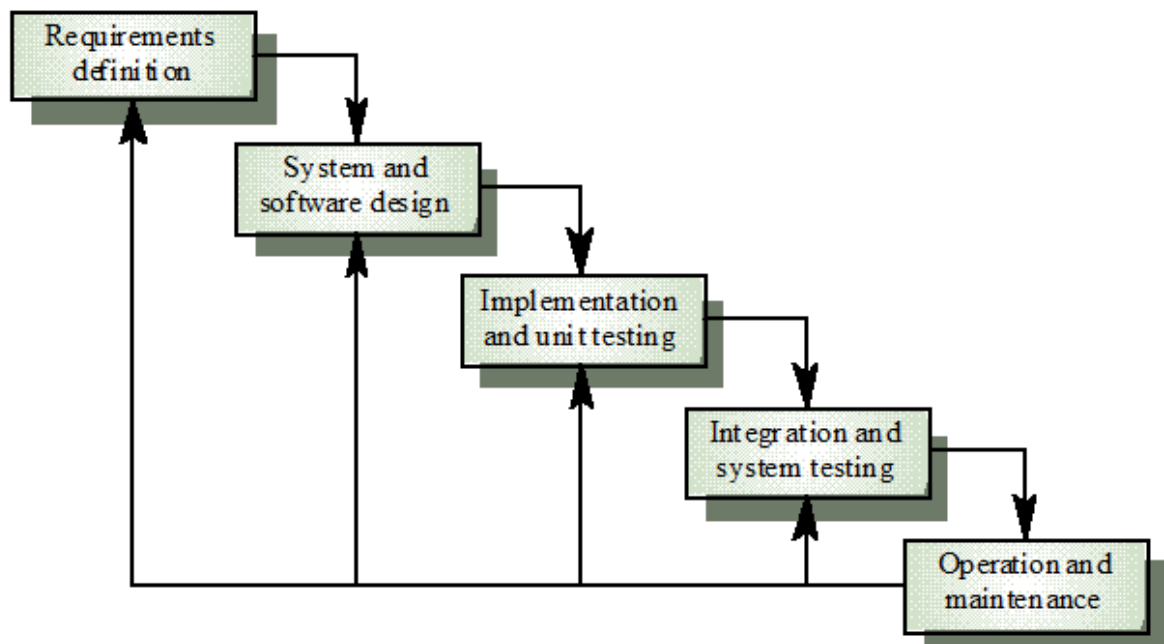 Requirements
definition
System and
software design
Implementation
and unit testing
Integration and
system testing
Operation and
maintenance